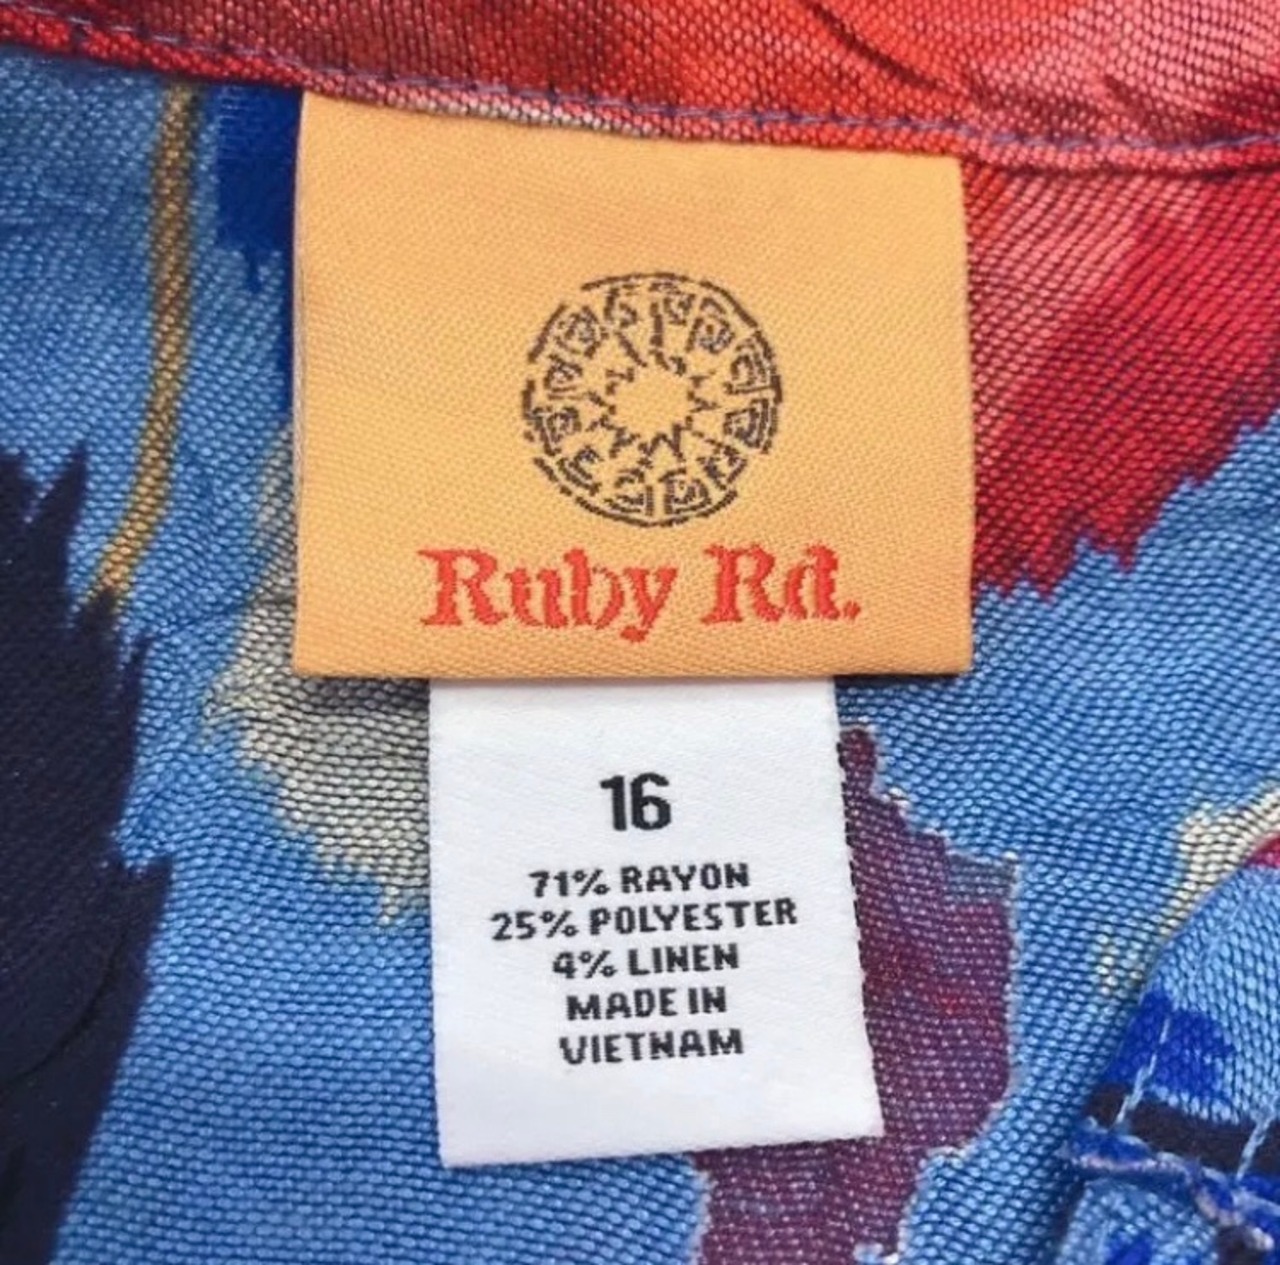 Ruby Rd.
16
71% RAYON
25% POLYESTER
4% LINEN
MADE IN
VIETNAM